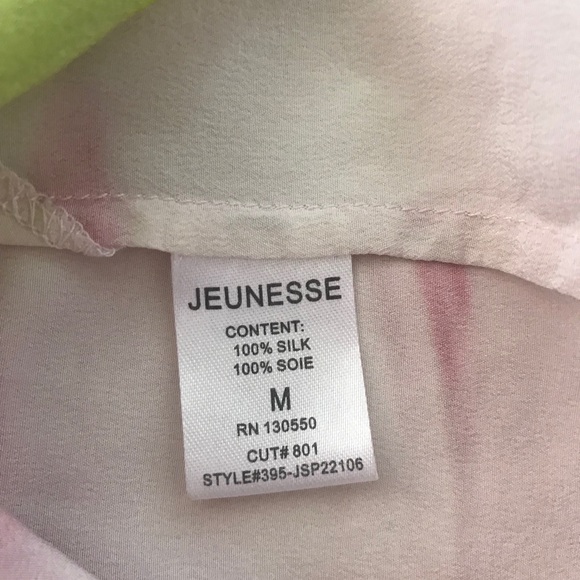 JEUNESSE
CONTENT:
100% SILK
100% SOIE
M
RN 130550
CUT# 801
STYLE#395-JSP22106